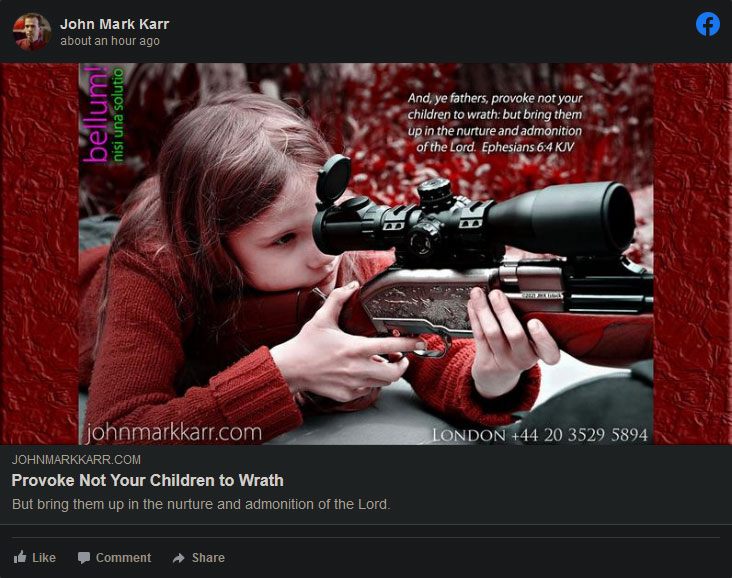 John Mark Karr
about an hour ago
bellum!
nisi una solutio
And, ye fathers, provoke not your
children to wrath: but bring them
up in the nurture and admonition
of the Lord. Ephesians 6:4 KJV
johnmarkkarr.com
LONDON +44 20 3529 5894
JOHNMARKKARR.COM
Provoke Not Your Children to Wrath
But bring them up in the nurture and admonition of the Lord.
Like
Comment
Share